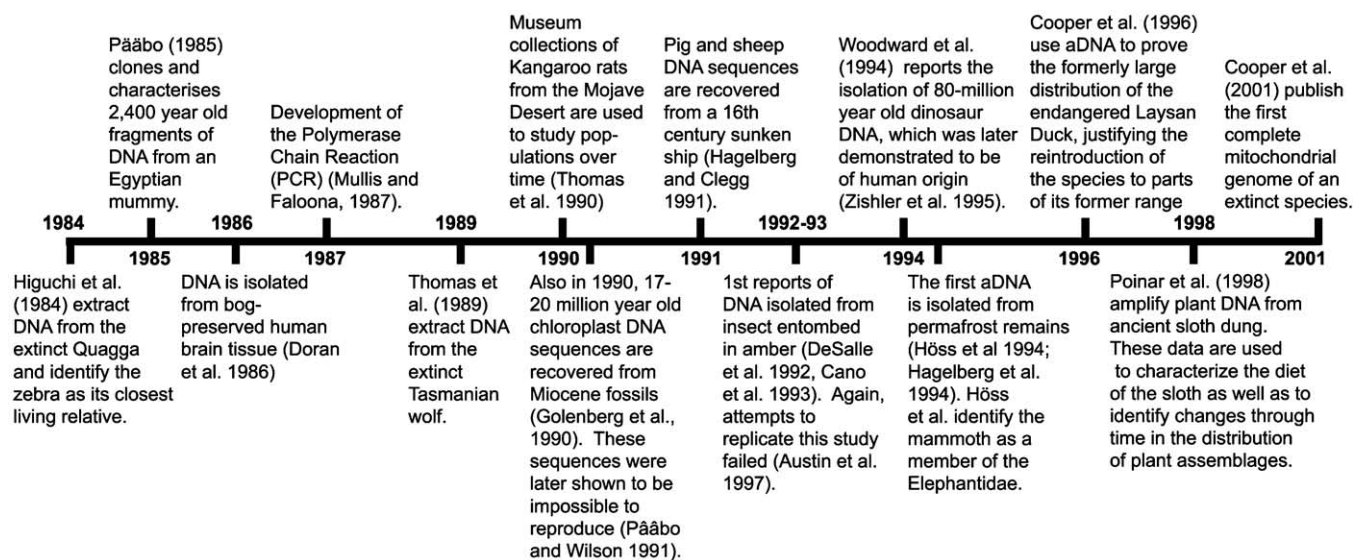 Pääbo (1985)
clones and
characterises
2,400 year old
fragments of
DNA from an
Egyptian
mummy.
Development of
the Polymerase
Chain Reaction
(PCR) (Mullis and
Faloona, 1987).
Museum
collections of
Kangaroo rats
from the Mojave
Desert are used
to study pop-
ulations over
time (Thomas
et al. 1990)
Pig and sheep
DNA sequences
are recovered
from a 16th
century sunken
ship (Hagelberg
and Clegg
1991).
Woodward et al.
(1994) reports the
isolation of 80-million
year old dinosaur
DNA, which was later
demonstrated to be
of human origin
(Zishler et al. 1995).
Cooper et al. (1996)
use aDNA to prove
the formerly large
distribution of the
endangered Laysan
Duck, justifying the
reintroduction of
the species to parts
of its former range
Cooper et al.
(2001) publish
the first
complete
mitochondrial
genome of an
extinct species.
1984 1986 1989 1992-93 1998
1985 1987 1990 1991 1994 1996 2001
Higuchi et al.
(1984) extract
DNA from the
extinct Quagga
and identify the
zebra as its closest
living relative.
DNA is isolated
from bog-
preserved human
brain tissue (Doran
et al. 1986)
Thomas et
al. (1989)
extract DNA
from the
extinct
Tasmanian
wolf.
Also in 1990, 17-
20 million year old
chloroplast DNA
sequences are
recovered from
Miocene fossils
(Golenberg et al.,
1990). These
sequences were
later shown to be
impossible to
reproduce (Pââbo
and Wilson 1991).
1st reports of
DNA isolated from
insect entombed
in amber (DeSalle
et al. 1992, Cano
et al. 1993). Again,
attempts to
replicate this study
failed (Austin et al.
1997).
The first aDNA
is isolated from
permafrost remains
(Höss et al 1994;
Hagelberg et al.
1994). Höss
et al. identify the
mammoth as a
member of the
Elephantidae.
Poinar et al. (1998)
amplify plant DNA from
ancient sloth dung.
These data are used
to characterize the diet
of the sloth as well as to
identify changes through
time in the distribution
of plant assemblages.